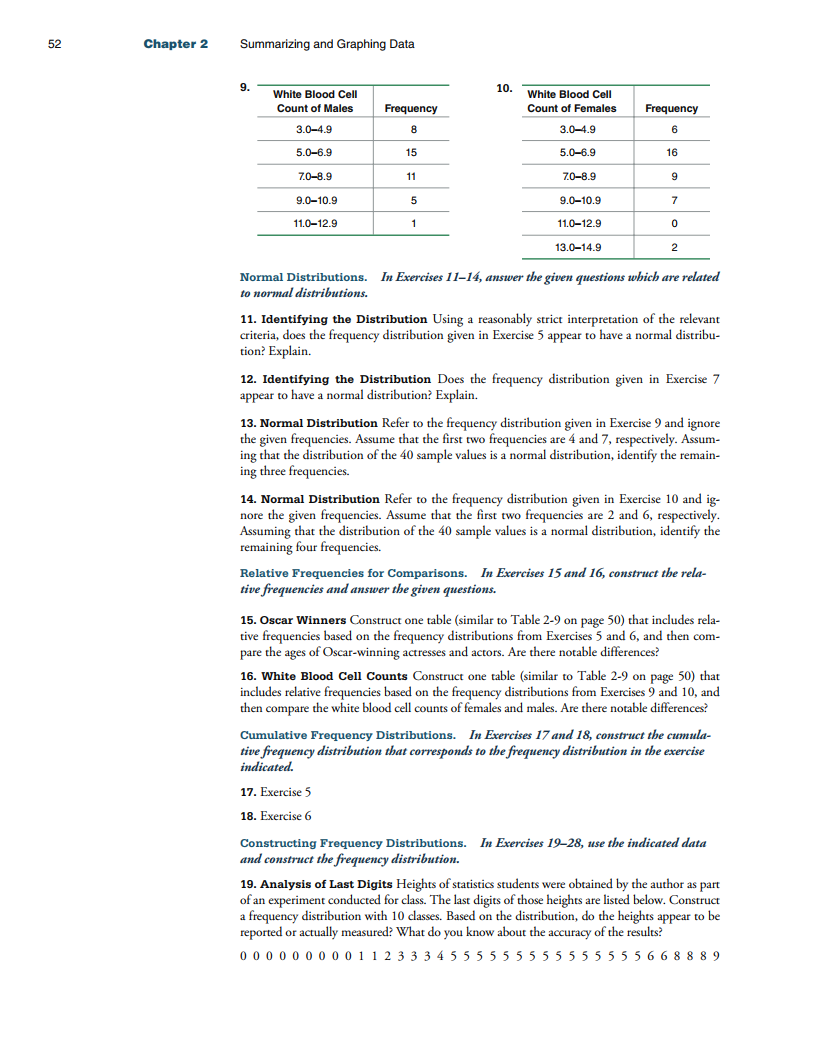 52 Chapter 2 Summarizing and Graphing Data
9.
White Blood Cell
Count of Males Frequency
3.0–4.9 8
5.0–6.9 15
7.0–8.9 11
9.0–10.9 5
11.0–12.9 1
10.
White Blood Cell
Count of Females Frequency
3.0–4.9 6
5.0–6.9 16
7.0–8.9 9
9.0–10.9 7
11.0–12.9 0
13.0–14.9 2
Normal Distributions. In Exercises 11–14, answer the given questions which are related
to normal distributions.
11. Identifying the Distribution Using a reasonably strict interpretation of the relevant
criteria, does the frequency distribution given in Exercise 5 appear to have a normal distribu-
tion? Explain.
12. Identifying the Distribution Does the frequency distribution given in Exercise 7
appear to have a normal distribution? Explain.
13. Normal Distribution Refer to the frequency distribution given in Exercise 9 and ignore
the given frequencies. Assume that the first two frequencies are 4 and 7, respectively. Assum-
ing that the distribution of the 40 sample values is a normal distribution, identify the remain-
ing three frequencies.
14. Normal Distribution Refer to the frequency distribution given in Exercise 10 and ig-
nore the given frequencies. Assume that the first two frequencies are 2 and 6, respectively.
Assuming that the distribution of the 40 sample values is a normal distribution, identify the
remaining four frequencies.
Relative Frequencies for Comparisons. In Exercises 15 and 16, construct the rela-
tive frequencies and answer the given questions.
15. Oscar Winners Construct one table (similar to Table 2-9 on page 50) that includes rela-
tive frequencies based on the frequency distributions from Exercises 5 and 6, and then com-
pare the ages of Oscar-winning actresses and actors. Are there notable differences?
16. White Blood Cell Counts Construct one table (similar to Table 2-9 on page 50) that
includes relative frequencies based on the frequency distributions from Exercises 9 and 10, and
then compare the white blood cell counts of females and males. Are there notable differences?
Cumulative Frequency Distributions. In Exercises 17 and 18, construct the cumula-
tive frequency distribution that corresponds to the frequency distribution in the exercise
indicated.
17. Exercise 5
18. Exercise 6
Constructing Frequency Distributions. In Exercises 19–28, use the indicated data
and construct the frequency distribution.
19. Analysis of Last Digits Heights of statistics students were obtained by the author as part
of an experiment conducted for class. The last digits of those heights are listed below. Construct
a frequency distribution with 10 classes. Based on the distribution, do the heights appear to be
reported or actually measured? What do you know about the accuracy of the results?
0 0 0 0 0 0 0 0 0 1 1 2 3 3 3 4 5 5 5 5 5 5 5 5 5 5 5 5 5 5 5 6 6 8 8 8 9